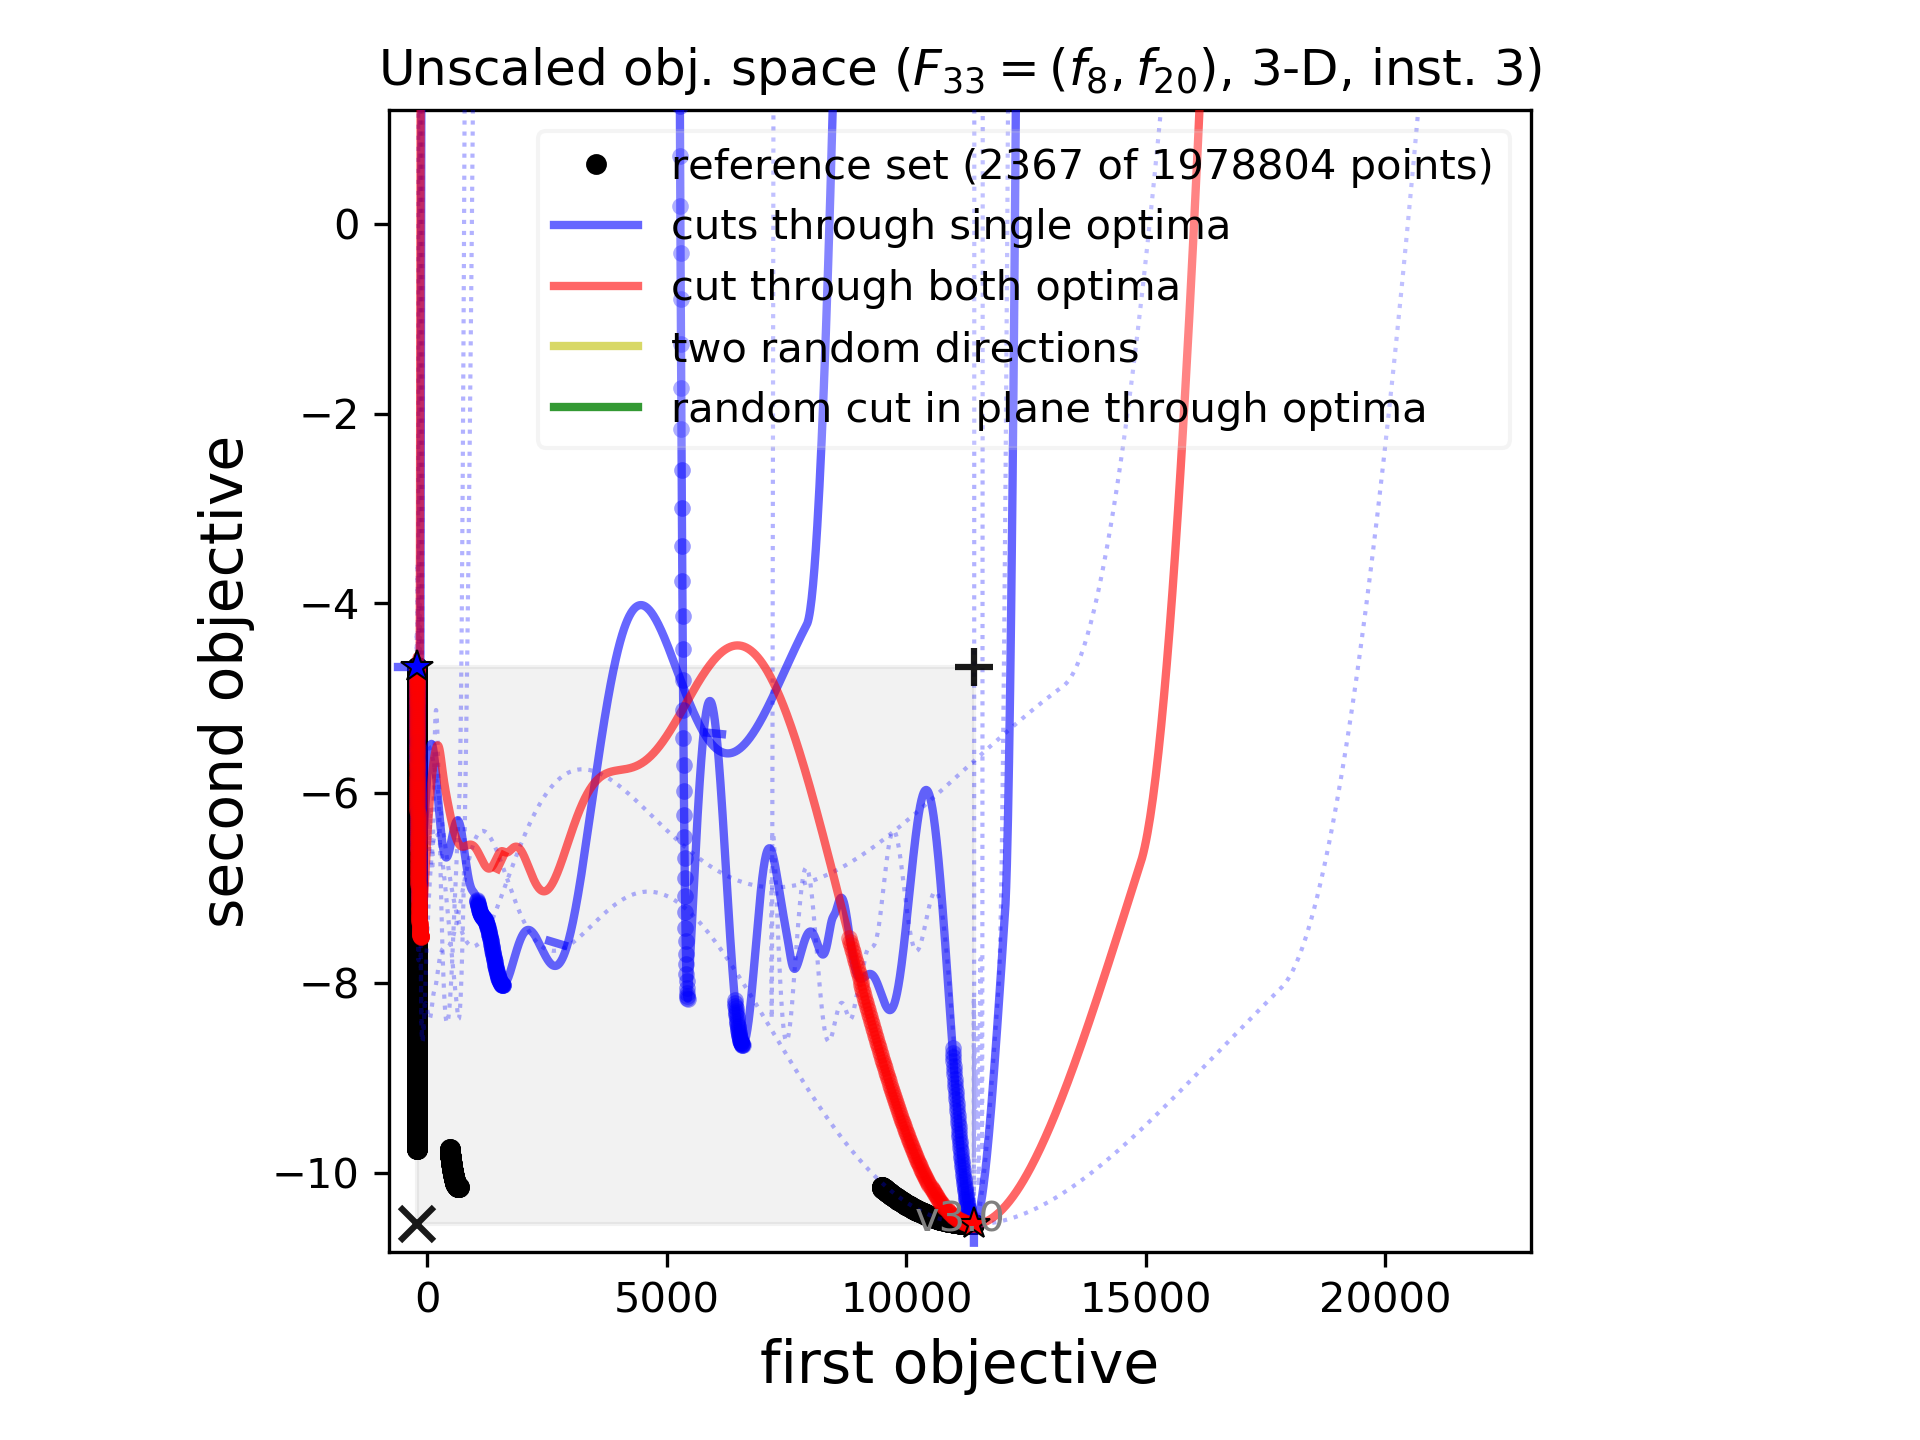 Unscaled obj. space (F33 = (f8, f20), 3-D, inst. 3)
reference set (2367 of 1978804 points)
cuts through single optima
cut through both optima
two random directions
random cut in plane through optima
second objective
0
−2
−4
−6
−8
−10
v3.0
0 5000 10000 15000 20000
first objective